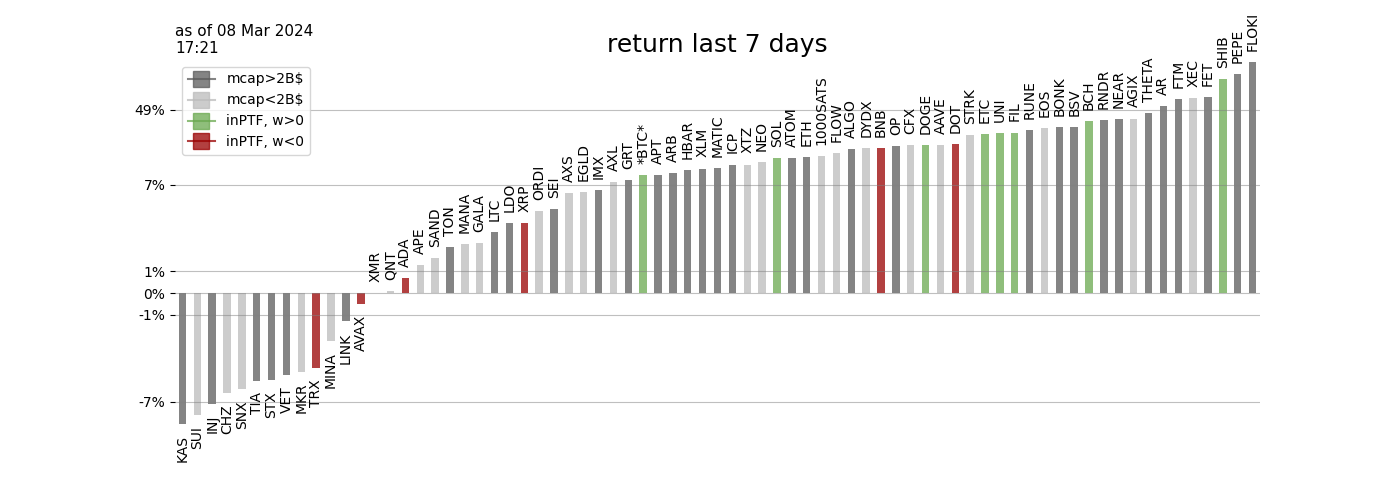 as of 08 Mar 2024
17:21
return last 7 days
mcap>2B$
mcap<2B$
inPTF, w>0
inPTF, w<0
49%
7%
1%
0%
-1%
-7%
KAS
SUI
INJ
CHZ
SNX
TIA
STX
VET
MKR
TRX
MINA
LINK
AVAX
XMR
QNT
ADA
APE
SAND
TON
MANA
GALA
LTC
LDO
XRP
ORDI
SEI
AXS
EGLD
IMX
AXL
GRT
*BTC*
APT
ARB
HBAR
XLM
MATIC
ICP
XTZ
NEO
SOL
ATOM
ETH
1000SATS
FLOW
ALGO
DYDX
BNB
OP
CFX
DOGE
AAVE
DOT
STRK
ETC
UNI
FIL
RUNE
EOS
BONK
BSV
BCH
RNDR
NEAR
AGIX
THETA
AR
FTM
XEC
FET
SHIB
PEPE
FLOKI